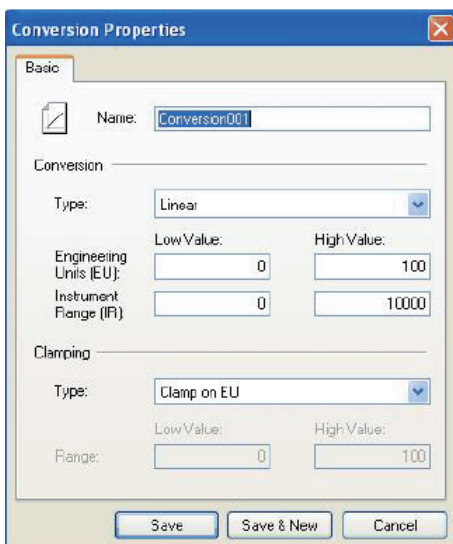 Conversion Properties
Basic
Name: Conversion001
Conversion
Type: Linear
Low Value: High Value:
Engineering
Units (EU): 0 100
Instrument
Range (IR) 0 10000
Clamping
Type: Clamp on EU
Low Value: High Value:
Range: 0 100
Save Save & New Cancel